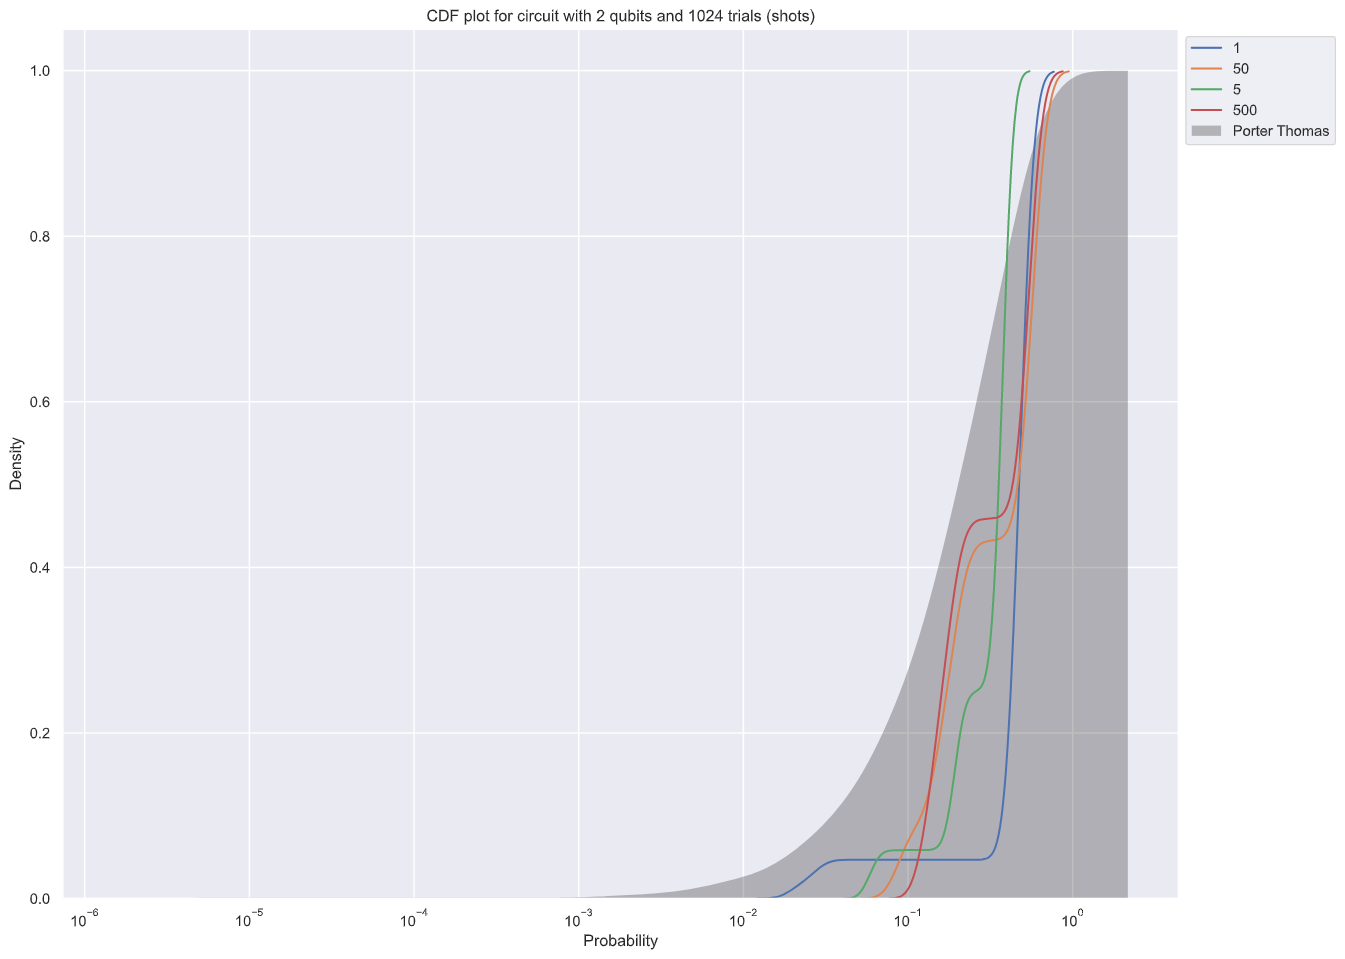 CDF plot for circuit with 2 qubits and 1024 trials (shots)
1
50
5
500
Porter Thomas
1.0
0.8
0.6
0.4
0.2
0.0
Density
10⁻⁶ 10⁻⁵ 10⁻⁴ 10⁻³ 10⁻² 10⁻¹ 10⁰
Probability